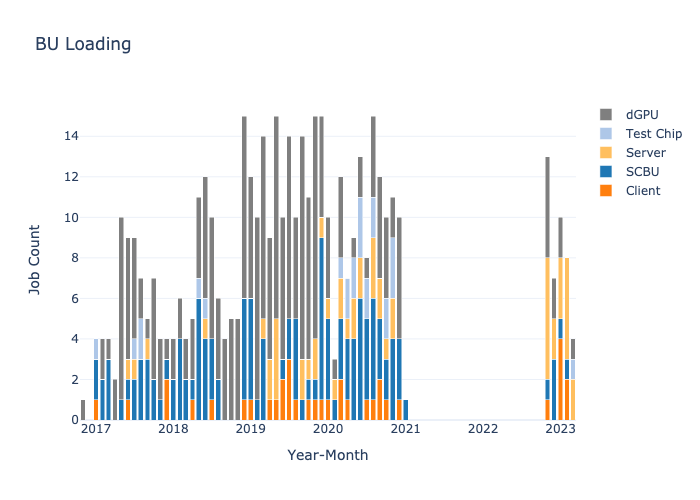 BU Loading
dGPU
Test Chip
Server
SCBU
Client
14
12
10
8
6
4
2
0
Job Count
2017 2018 2019 2020 2021 2022 2023
Year-Month